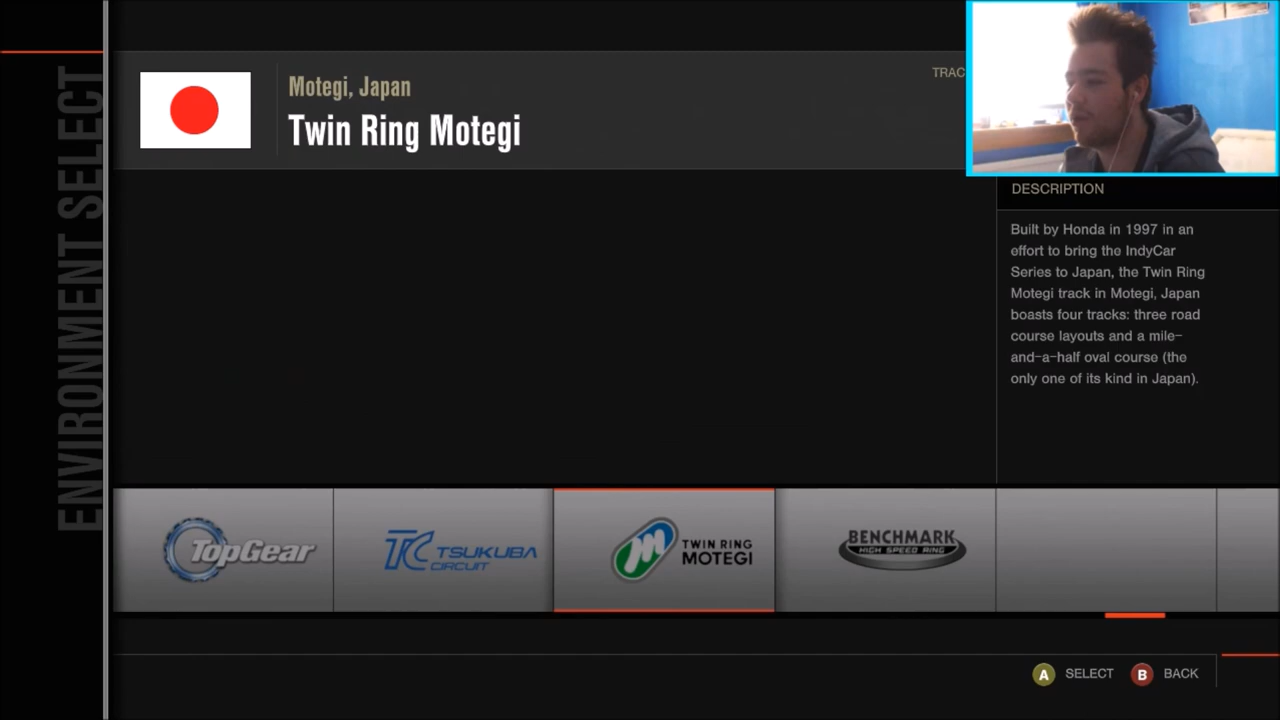 ENVIRONMENT SELECT
Motegi, Japan
Twin Ring Motegi
TRAC
DESCRIPTION
Built by Honda in 1997 in an
effort to bring the IndyCar
Series to Japan, the Twin Ring
Motegi track in Motegi, Japan
boasts four tracks: three road
course layouts and a mile-
and-a-half oval course (the
only one of its kind in Japan).
TopGear
TC TSUKUBA
CIRCUIT
TWIN RING
MOTEGI
BENCHMARK
HIGH SPEED RING
A SELECT B BACK